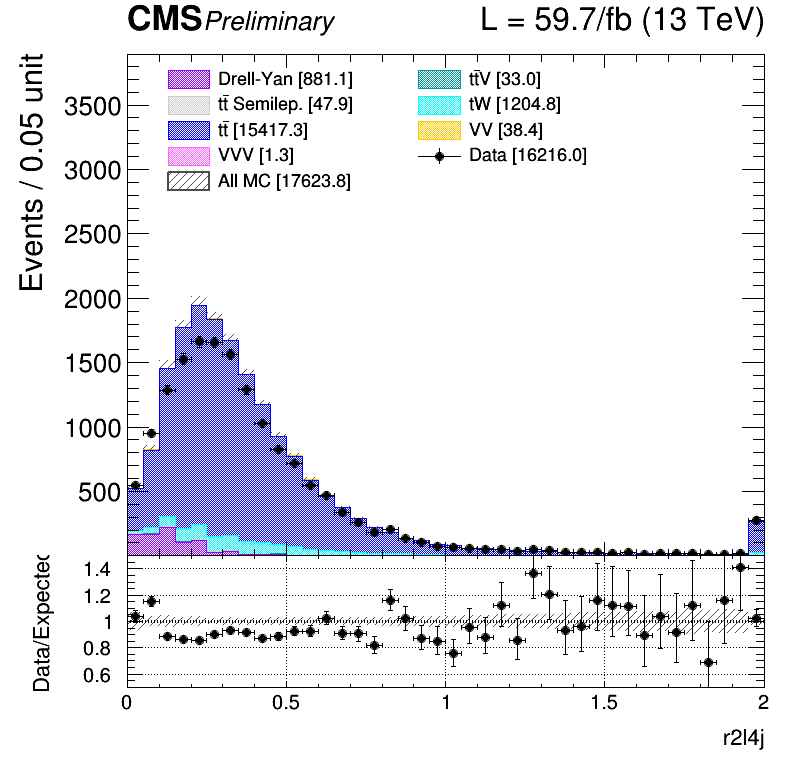 CMS Preliminary L = 59.7/fb (13 TeV)
Drell-Yan [881.1]
tt̄ Semilep. [47.9]
tt̄ [15417.3]
VVV [1.3]
All MC [17623.8]
tt̄V [33.0]
tW [1204.8]
VV [38.4]
Data [16216.0]
Events / 0.05 unit
3500
3000
2500
2000
1500
1000
500
Data/Expected
1.4
1.2
1
0.8
0.6
0 0.5 1 1.5 2
r2l4j